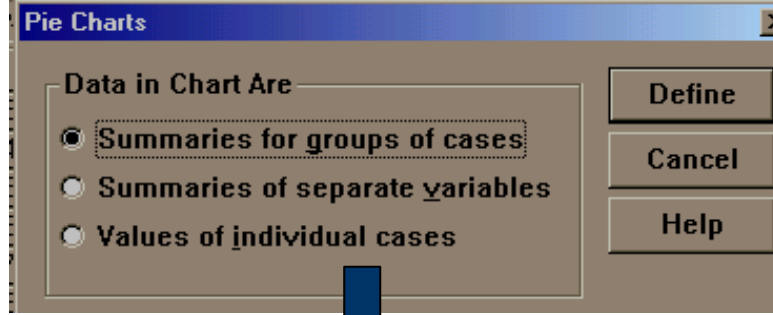 Pie Charts
Data in Chart Are
Summaries for groups of cases
Summaries of separate variables
Values of individual cases
Define
Cancel
Help